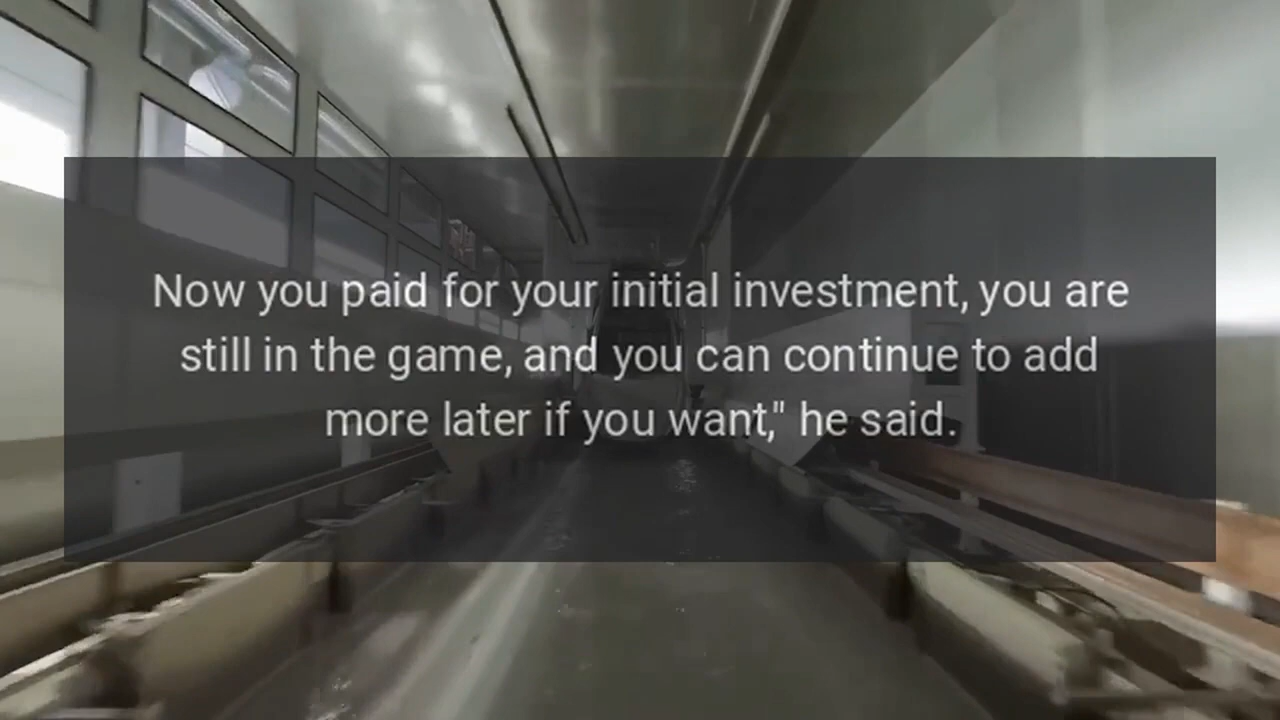 Now you paid for your initial investment, you are
still in the game, and you can continue to add
more later if you want," he said.